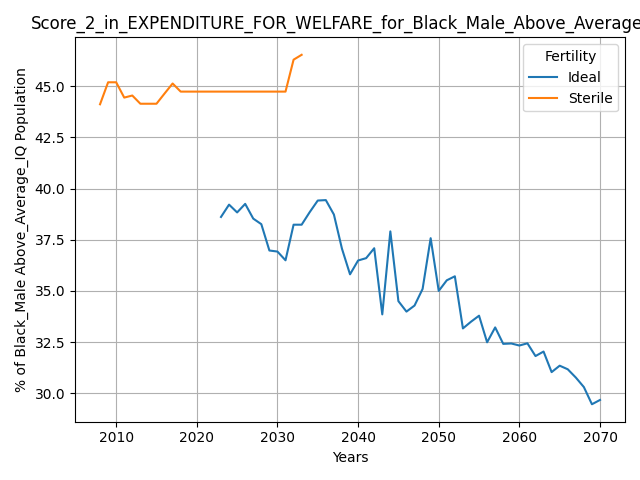 Score_2_in_EXPENDITURE_FOR_WELFARE_for_Black_Male_Above_Average
Fertility
Ideal
Sterile
% of Black_Male Above_Average_IQ Population
45.0
42.5
40.0
37.5
35.0
32.5
30.0
2010 2020 2030 2040 2050 2060 2070
Years